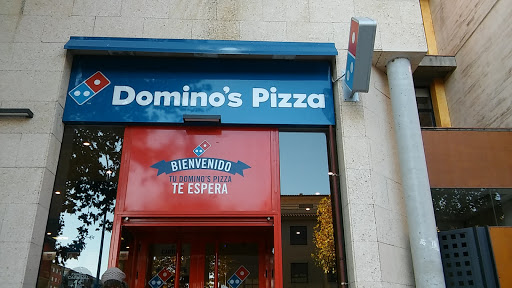 Domino's Pizza
BIENVENIDO
TU DOMINO'S PIZZA
TE ESPERA